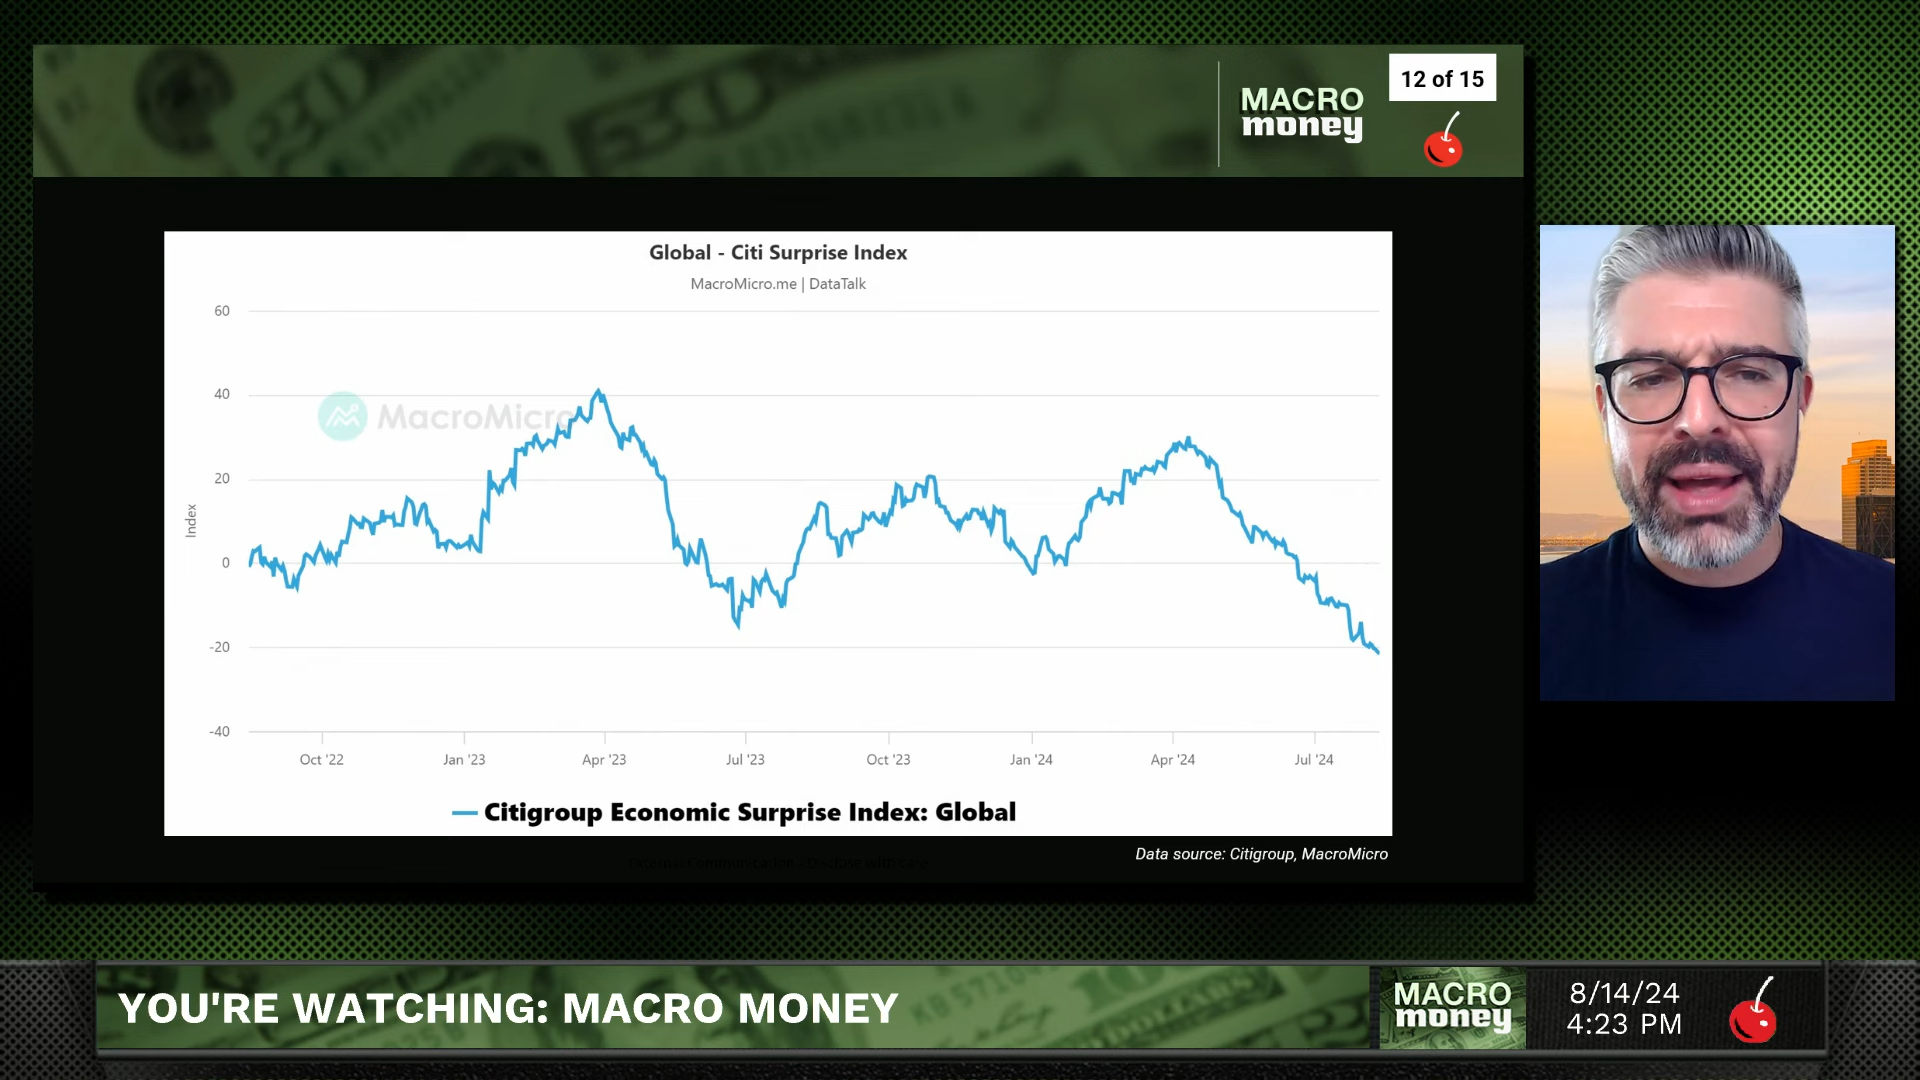 MACRO
money
12 of 15
Global - Citi Surprise Index
MacroMicro.me | DataTalk
60
40
20
0
-20
-40
Index
MacroMicro
Oct '22
Jan '23
Apr '23
Jul '23
Oct '23
Jan '24
Apr '24
Jul '24
Citigroup Economic Surprise Index: Global
Data source: Citigroup, MacroMicro
YOU'RE WATCHING: MACRO MONEY
MACRO
money
8/14/24
4:23 PM